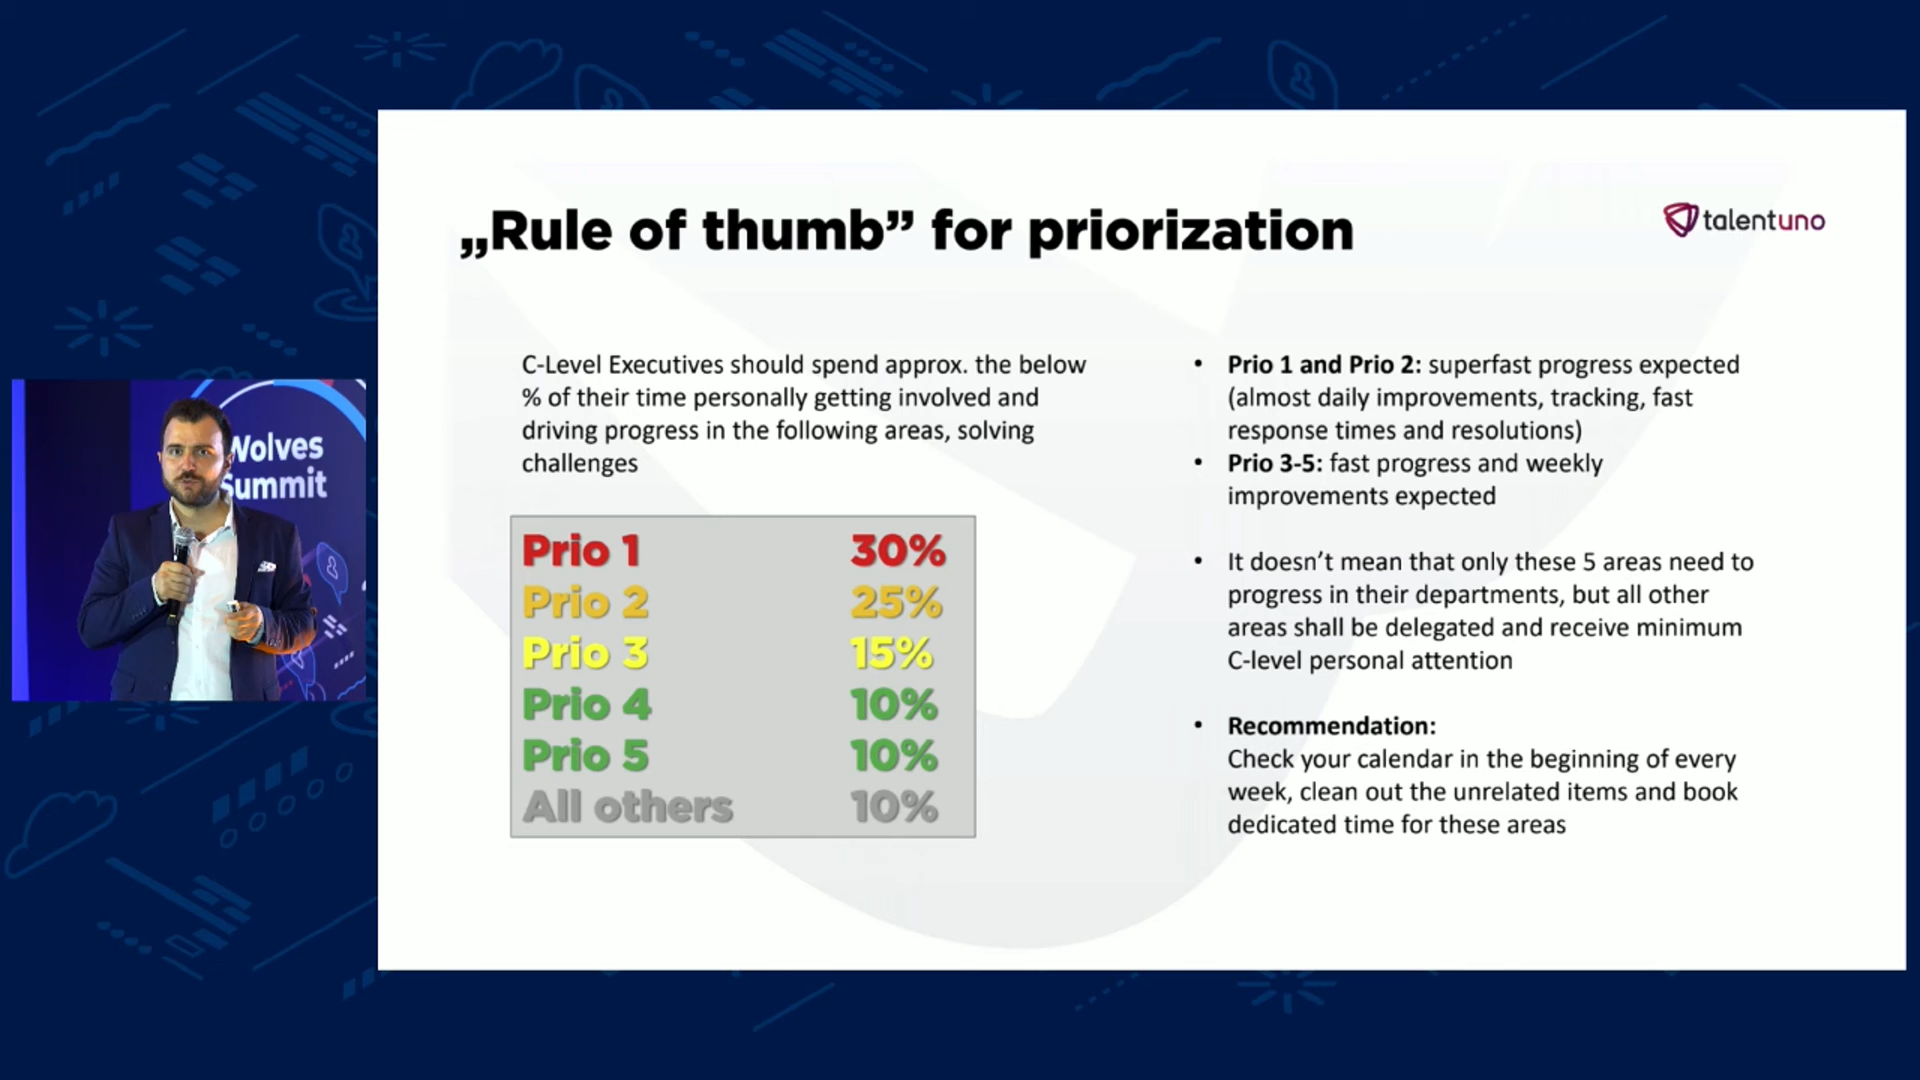 „Rule of thumb” for priorization
talentuno
C-Level Executives should spend approx. the below
% of their time personally getting involved and
driving progress in the following areas, solving
challenges
Prio 1 30%
Prio 2 25%
Prio 3 15%
Prio 4 10%
Prio 5 10%
All others 10%
• Prio 1 and Prio 2: superfast progress expected
(almost daily improvements, tracking, fast
response times and resolutions)
• Prio 3-5: fast progress and weekly
improvements expected
• It doesn’t mean that only these 5 areas need to
progress in their departments, but all other
areas shall be delegated and receive minimum
C-level personal attention
• Recommendation:
Check your calendar in the beginning of every
week, clean out the unrelated items and book
dedicated time for these areas
Wolves
Summit